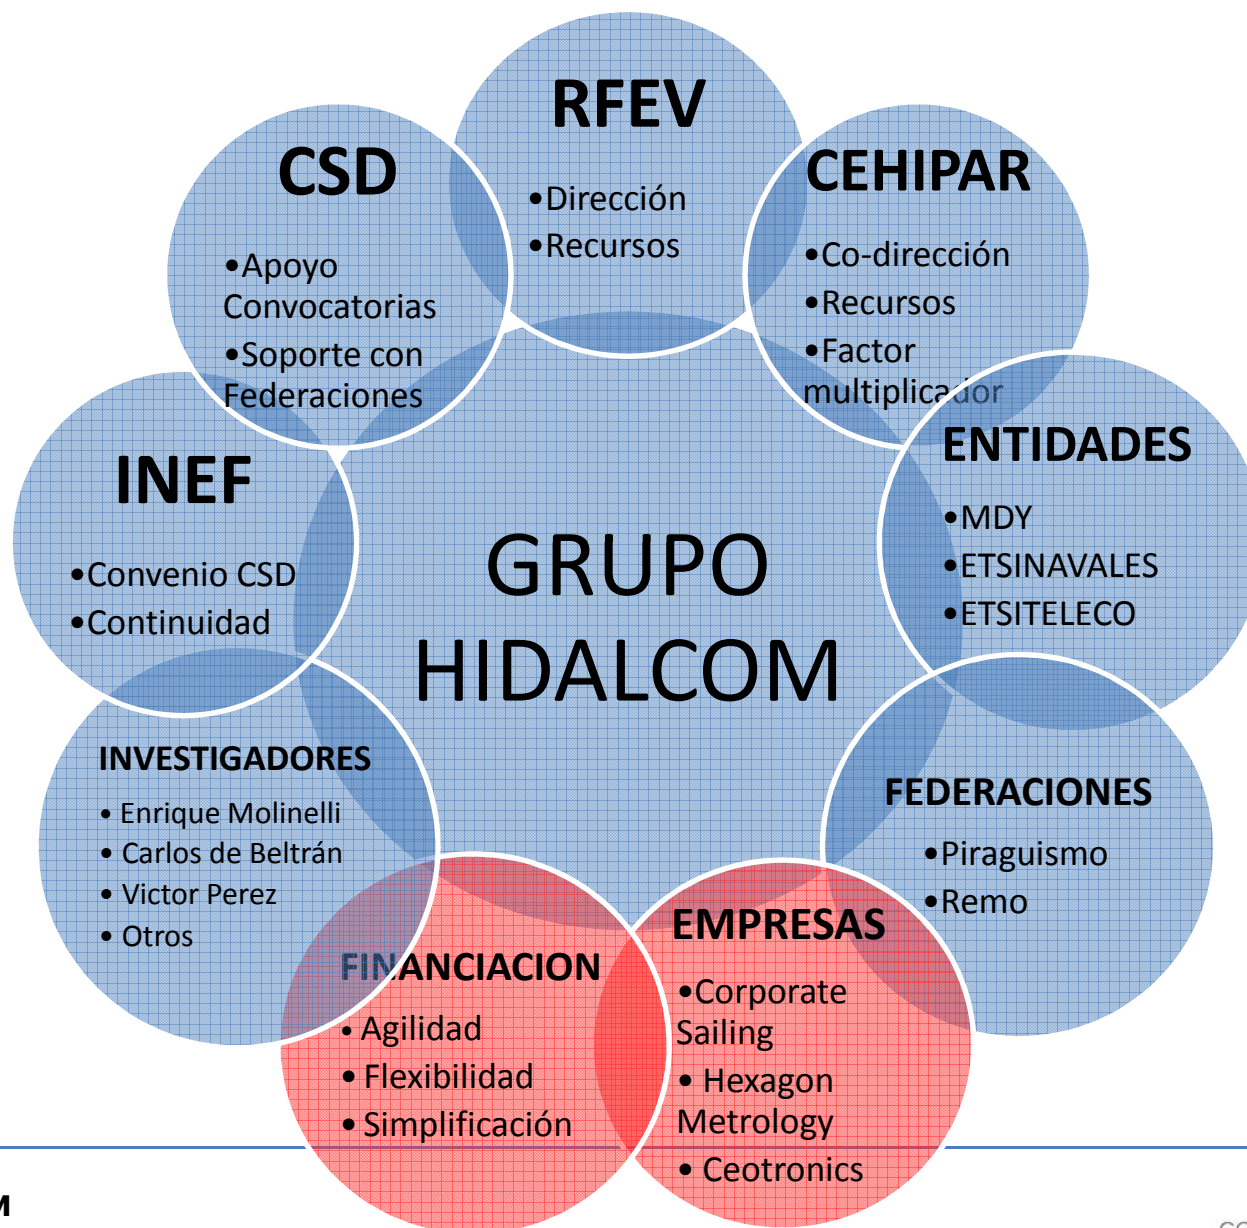 RFEV
•Dirección
•Recursos
CSD
•Apoyo
Convocatorias
•Soporte con
Federaciones
CEHIPAR
•Co-dirección
•Recursos
•Factor
multiplicador
INEF
•Convenio CSD
•Continuidad
GRUPO
HIDALCOM
ENTIDADES
•MDY
•ETSINAVALES
•ETSITELECO
INVESTIGADORES
• Enrique Molinelli
• Carlos de Beltrán
• Victor Perez
• Otros
FEDERACIONES
•Piraguismo
•Remo
FINANCIACION
• Agilidad
• Flexibilidad
• Simplificación
EMPRESAS
•Corporate
Sailing
• Hexagon
Metrology
• Ceotronics
M